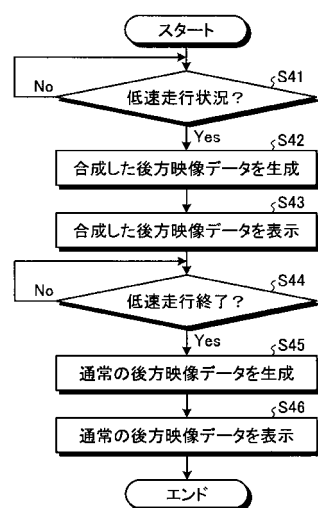 スタート
S41
低速走行状況？
No
Yes
S42
合成した後方映像データを生成
S43
合成した後方映像データを表示
S44
低速走行終了？
No
Yes
S45
通常の後方映像データを生成
S46
通常の後方映像データを表示
エンド